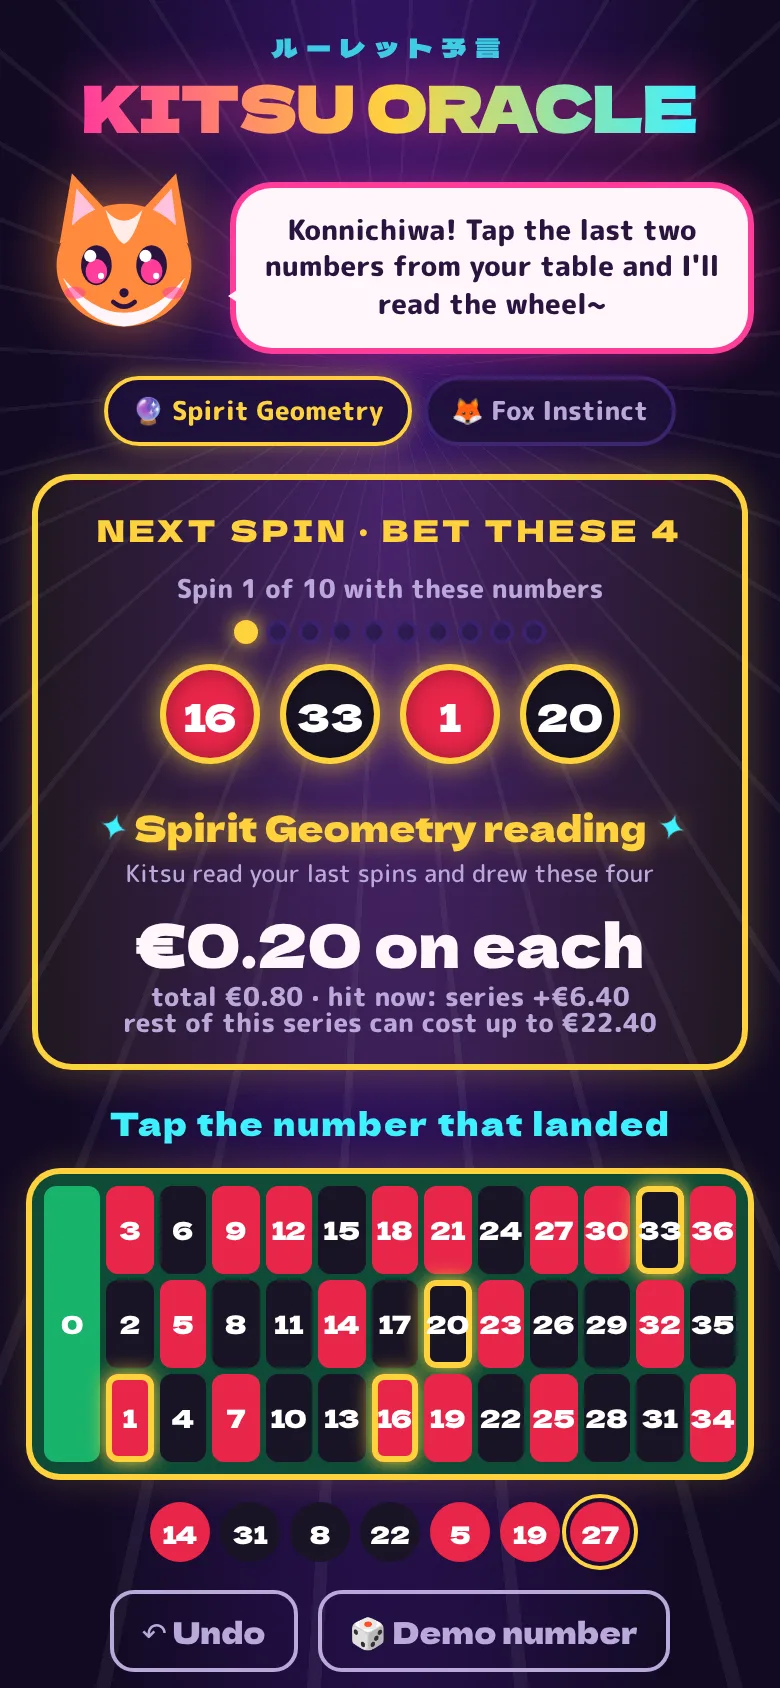 ルーレット予言
KITSU ORACLE
Konnichiwa! Tap the last two
numbers from your table and I'll
read the wheel~
🔮 Spirit Geometry
🦊 Fox Instinct
NEXT SPIN · BET THESE 4
Spin 1 of 10 with these numbers
16 33 1 20
✦ Spirit Geometry reading ✦
Kitsu read your last spins and drew these four
€0.20 on each
total €0.80 · hit now: series +€6.40
rest of this series can cost up to €22.40
Tap the number that landed
3 6 9 12 15 18 21 24 27 30 33 36
0 2 5 8 11 14 17 20 23 26 29 32 35
1 4 7 10 13 16 19 22 25 28 31 34
14 31 8 22 5 19 27
↶ Undo
🎲 Demo number